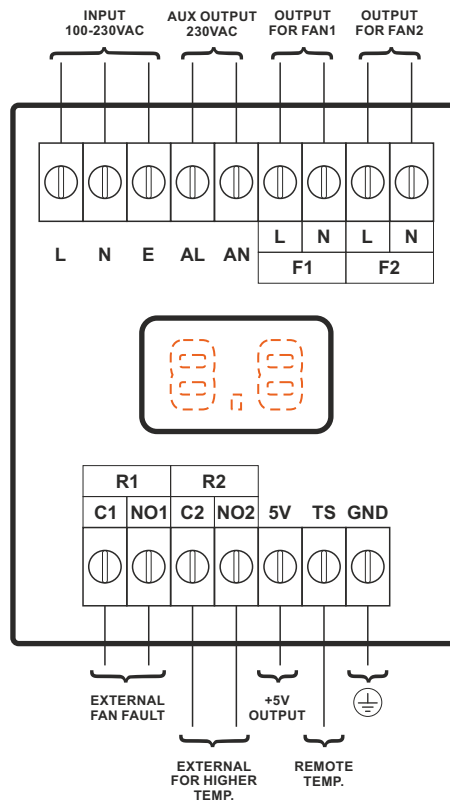 INPUT
100-230VAC
AUX OUTPUT
230VAC
OUTPUT
FOR FAN1
OUTPUT
FOR FAN2
L N E AL AN L N L N
F1 F2
8.8
R1 R2
C1 NO1 C2 NO2 5V TS GND
EXTERNAL
FAN FAULT
+5V
OUTPUT
EXTERNAL
FOR HIGHER
TEMP.
REMOTE
TEMP.